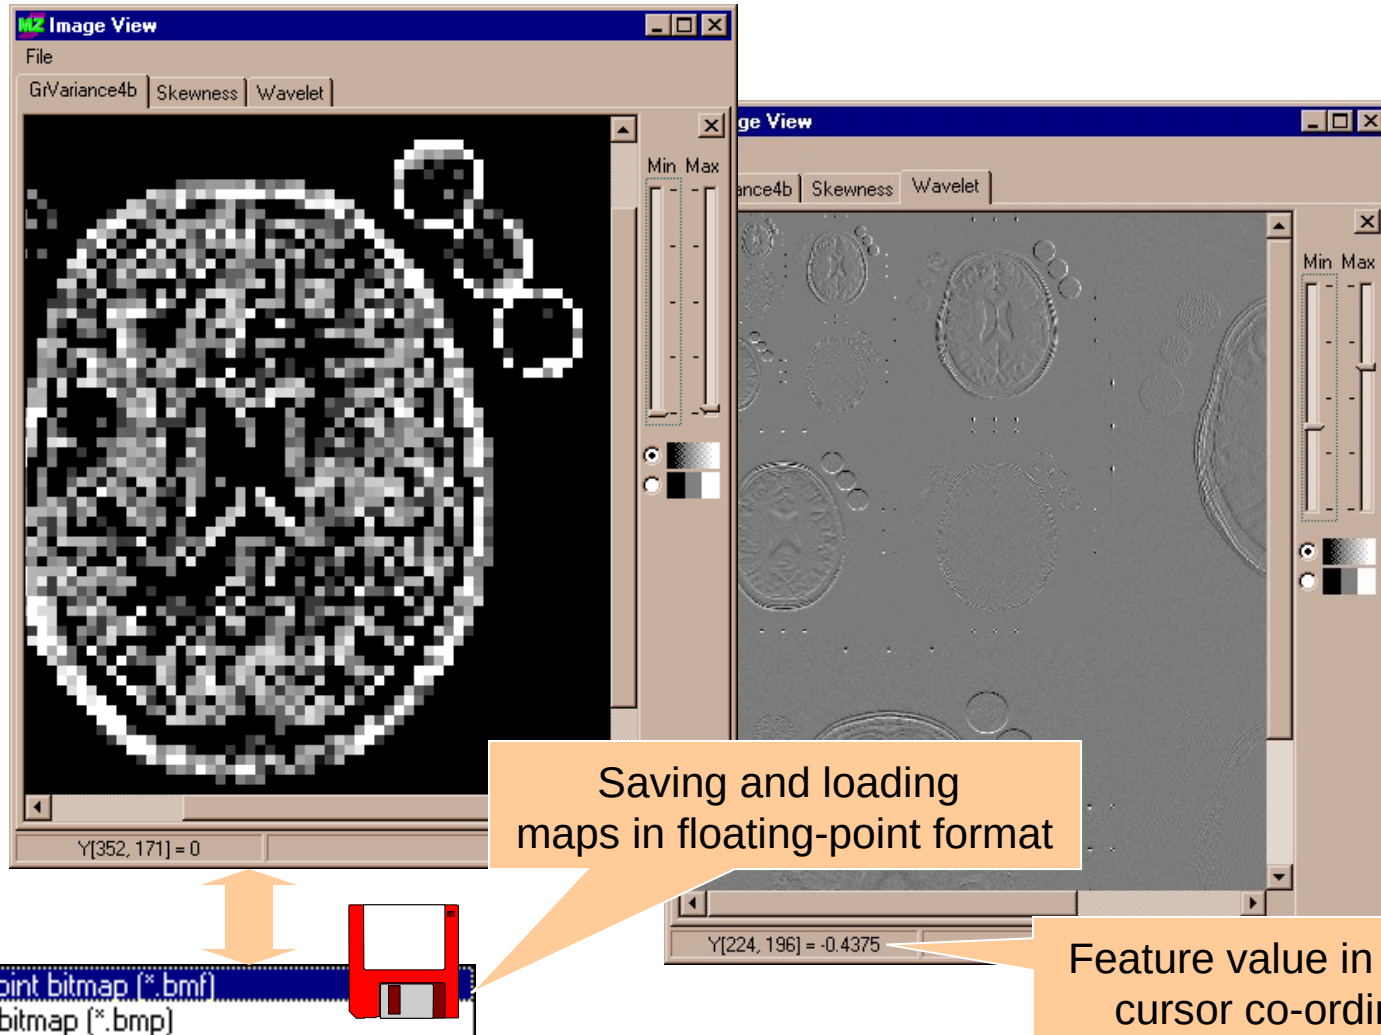 MZ Image View
File
GrVariance4b Skewness Wavelet
Min Max
Y[352, 171] = 0
ge View
ance4b Skewness Wavelet
Min Max
Y[224, 196] = -0.4375
Saving and loading
maps in floating-point format
Feature value in
cursor co-ordin
oint bitmap (*.bmf)
bitmap (*.bmp)